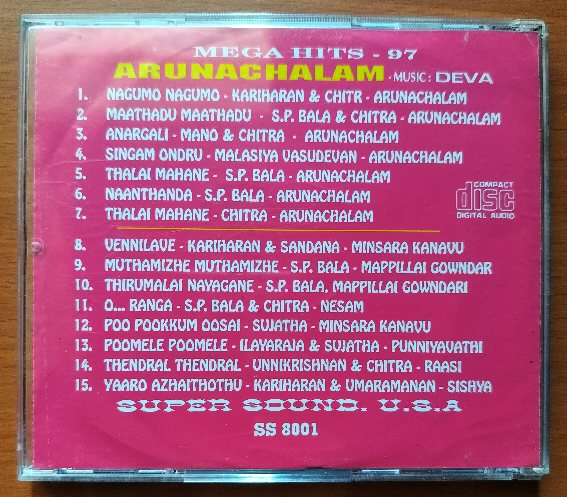 MEGA HITS - 97
ARUNACHALAM - MUSIC : DEVA
1. NAGUMO NAGUMO - KARIHARAN & CHITR - ARUNACHALAM
2. MAATHADU MAATHADU - S.P. BALA & CHITRA - ARUNACHALAM
3. ANARGALI - MANO & CHITRA - ARUNACHALAM
4. SINGAM ONDRU - MALASIYA VASUDEVAN - ARUNACHALAM
5. THALAI MAHANE - S.P. BALA - ARUNACHALAM
6. NAANTHANDA - S.P. BALA - ARUNACHALAM
7. THALAI MAHANE - CHITRA - ARUNACHALAM
COMPACT
disc
DIGITAL AUDIO
8. VENNILAVE - KARIHARAN & SANDANA - MINSARA KANAVU
9. MUTHAMIZHE MUTHAMIZHE - S.P. BALA - MAPPILLAI GOWNDAR
10. THIRUMALAI NAYAGANE - S.P. BALA, MAPPILLAI GOWNDARI
11. O... RANGA - S.P. BALA & CHITRA - NESAM
12. POO POOKKUM OOSAI - SUJATHA - MINSARA KANAVU
13. POOMELE POOMELE - ILAYARAJA & SUJATHA - PUNNIYAVATHI
14. THENDRAL THENDRAL - UNNIKRISHNAN & CHITRA - RAASI
15. YAARO AZHAITHOTHU - KARIHARAN & UMARAMANAN - SISHYA
SUPER SOUND. U.S.A
SS 8001